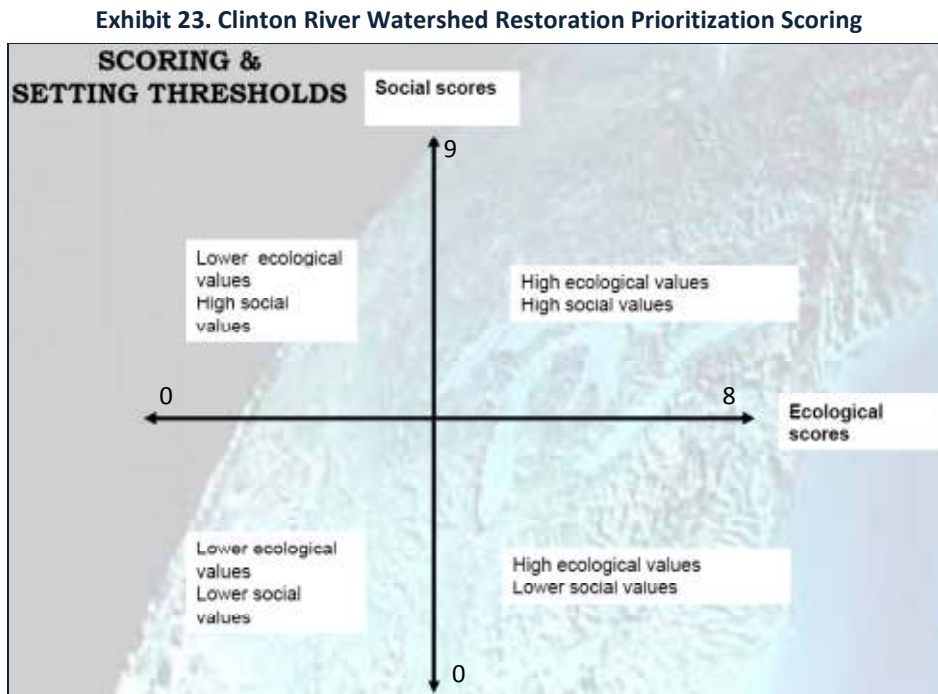 Exhibit 23. Clinton River Watershed Restoration Prioritization Scoring
SCORING &
SETTING THRESHOLDS
Social scores
9
Lower ecological
values
High social
values
High ecological values
High social values
0
8
Ecological
scores
Lower ecological
values
Lower social
values
High ecological values
Lower social values
0